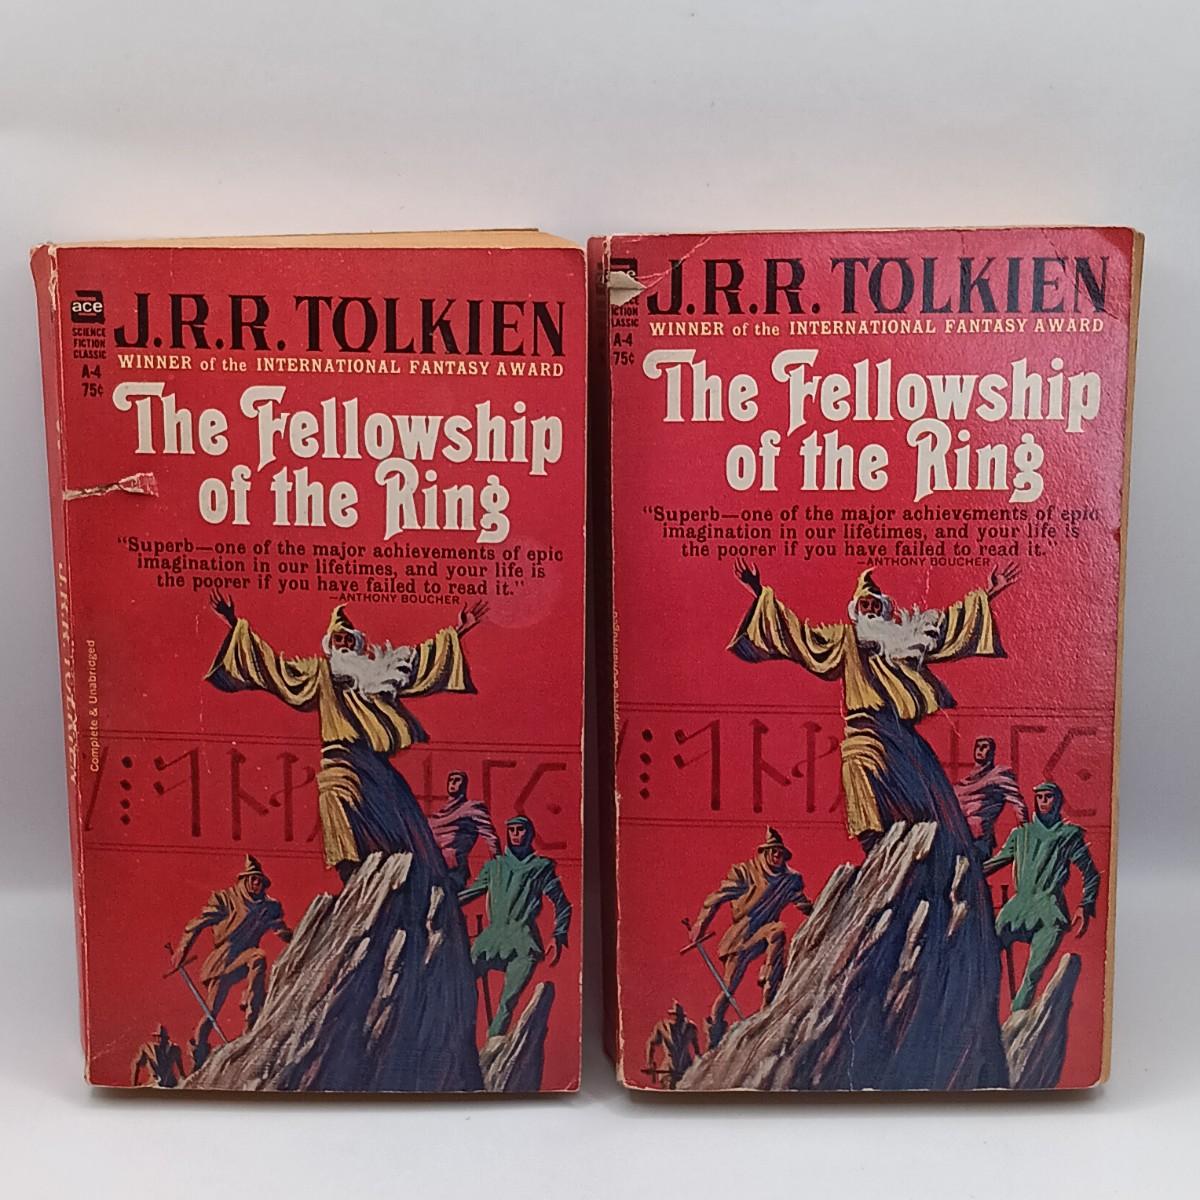 ace
SCIENCE
FICTION
CLASSIC
A-4
75¢
J.R.R. TOLKIEN
WINNER of the INTERNATIONAL FANTASY AWARD
The Fellowship
of the Ring
"Superb—one of the major achievements of epic
imagination in our lifetimes, and your life is
the poorer if you have failed to read it."
—ANTHONY BOUCHER
J.R.R. TOLKIEN
Complete & Unabridged
FICTION
CLASSIC
A-4
75¢
J.R.R. TOLKIEN
WINNER of the INTERNATIONAL FANTASY AWARD
The Fellowship
of the Ring
"Superb—one of the major achievements of epic
imagination in our lifetimes, and your life is
the poorer if you have failed to read it."
—ANTHONY BOUCHER
& Unabridged